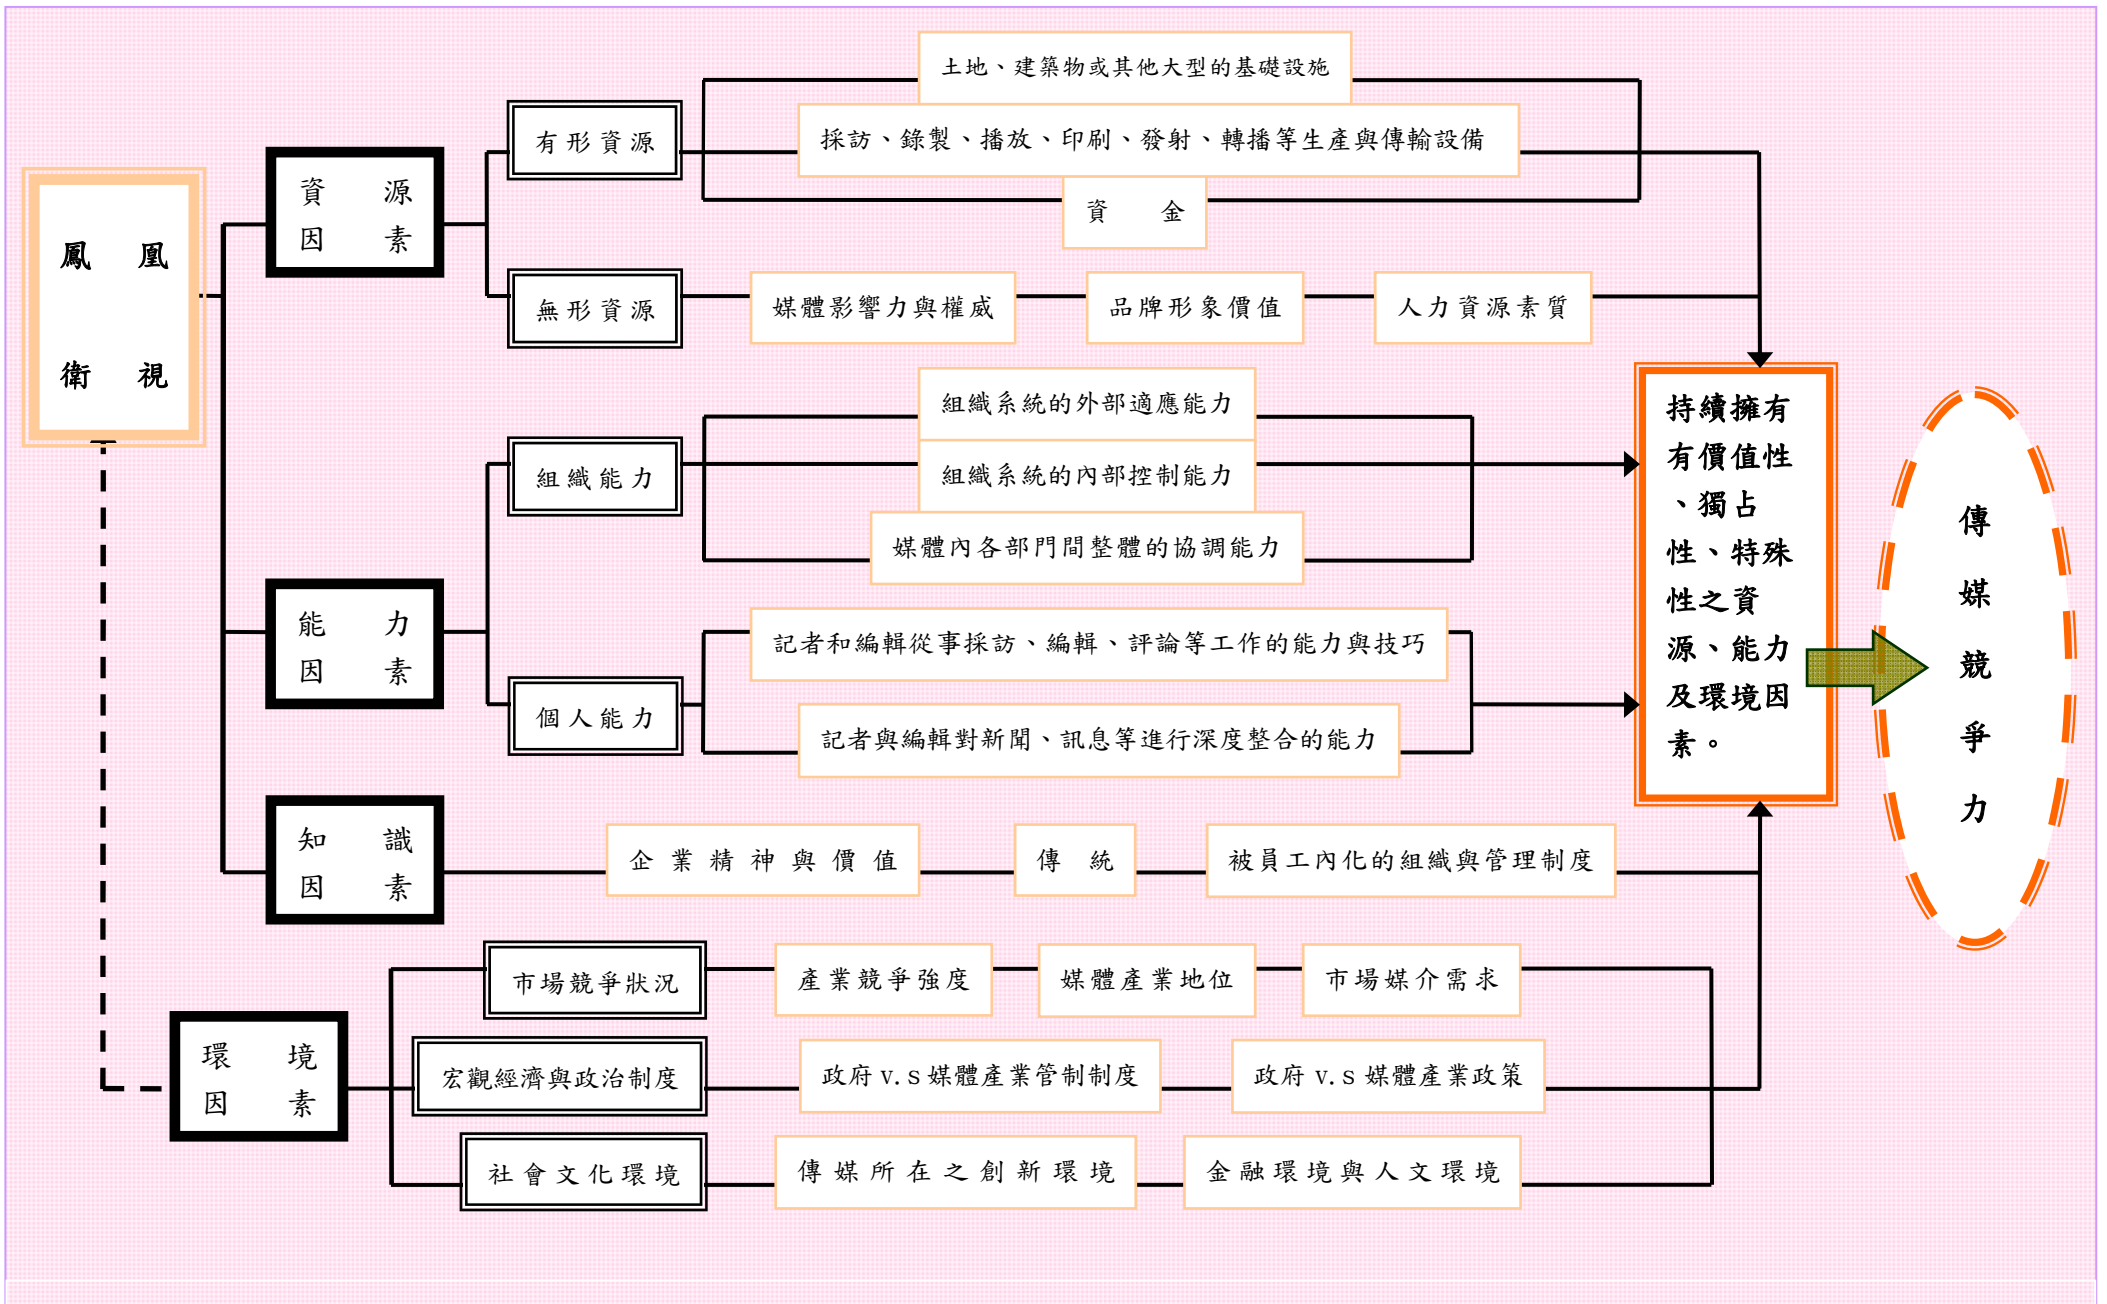 鳳 凰
衛 視
資 源
因 素
有形資源
土地、建築物或其他大型的基礎設施
採訪、錄製、播放、印刷、發射、轉播等生產與傳輸設備
資 金
無形資源
媒體影響力與權威
品牌形象價值
人力資源素質
能 力
因 素
組織能力
組織系統的外部適應能力
組織系統的內部控制能力
媒體內各部門間整體的協調能力
個人能力
記者和編輯從事採訪、編輯、評論等工作的能力與技巧
記者與編輯對新聞、訊息等進行深度整合的能力
知 識
因 素
企業精神與價值
傳 統
被員工內化的組織與管理制度
環 境
因 素
市場競爭狀況
產業競爭強度
媒體產業地位
市場媒介需求
宏觀經濟與政治制度
政府 v.s 媒體產業管制制度
政府 v.s 媒體產業政策
社會文化環境
傳媒所在之創新環境
金融環境與人文環境
持續擁有
有價值性
、獨占
性、特殊
性之資
源、能力
及環境因
素。
傳
媒
競
爭
力